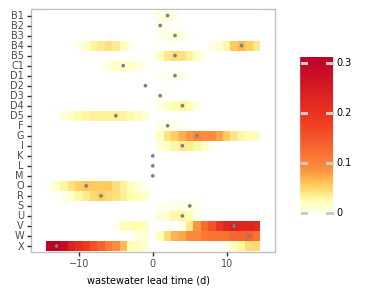 B1
B2
B3
B4
B5
C1
D1
D2
D3
D4
D5
F
G
I
K
L
M
O
R
S
U
V
W
X
−10
0
10
wastewater lead time (d)
0.3
0.1
0.1
0